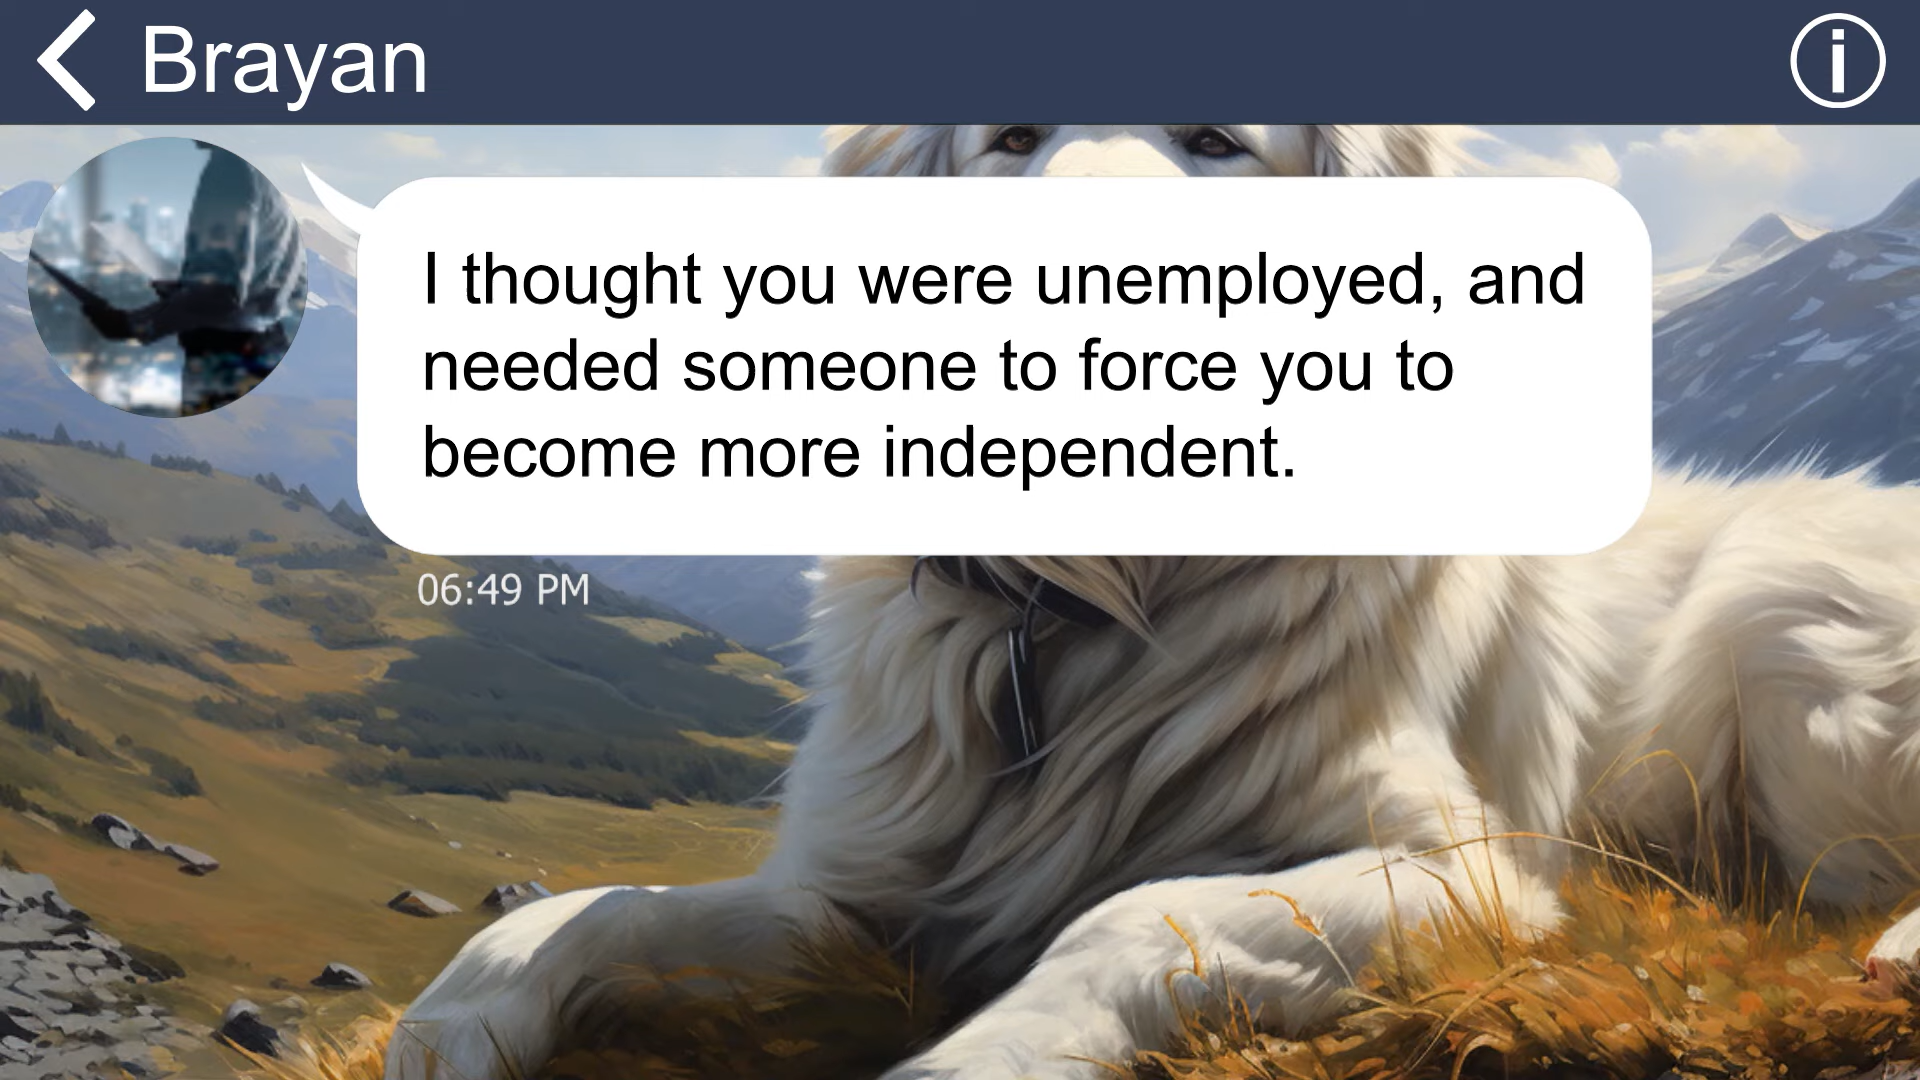 Brayan
I thought you were unemployed, and
needed someone to force you to
become more independent.
06:49 PM